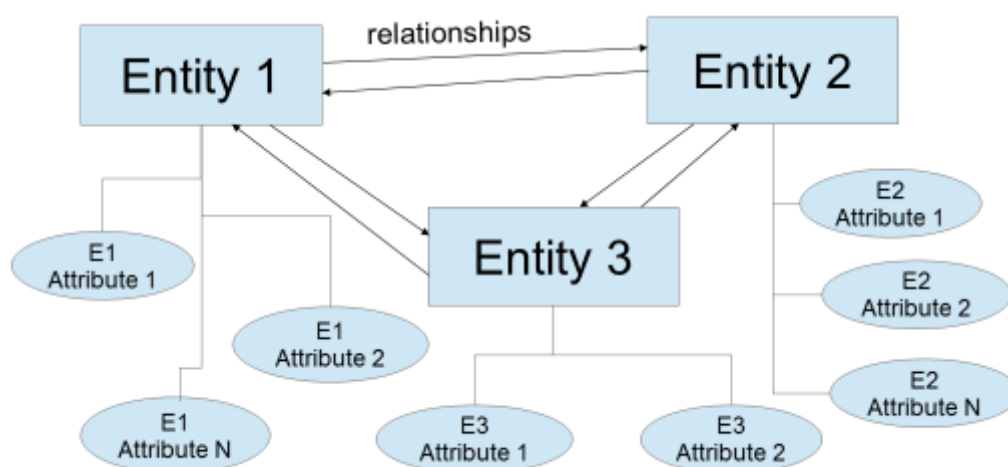 relationships
Entity 1
Entity 2
Entity 3
E1
Attribute 1
E1
Attribute 2
E1
Attribute N
E3
Attribute 1
E3
Attribute 2
E2
Attribute 1
E2
Attribute 2
E2
Attribute N